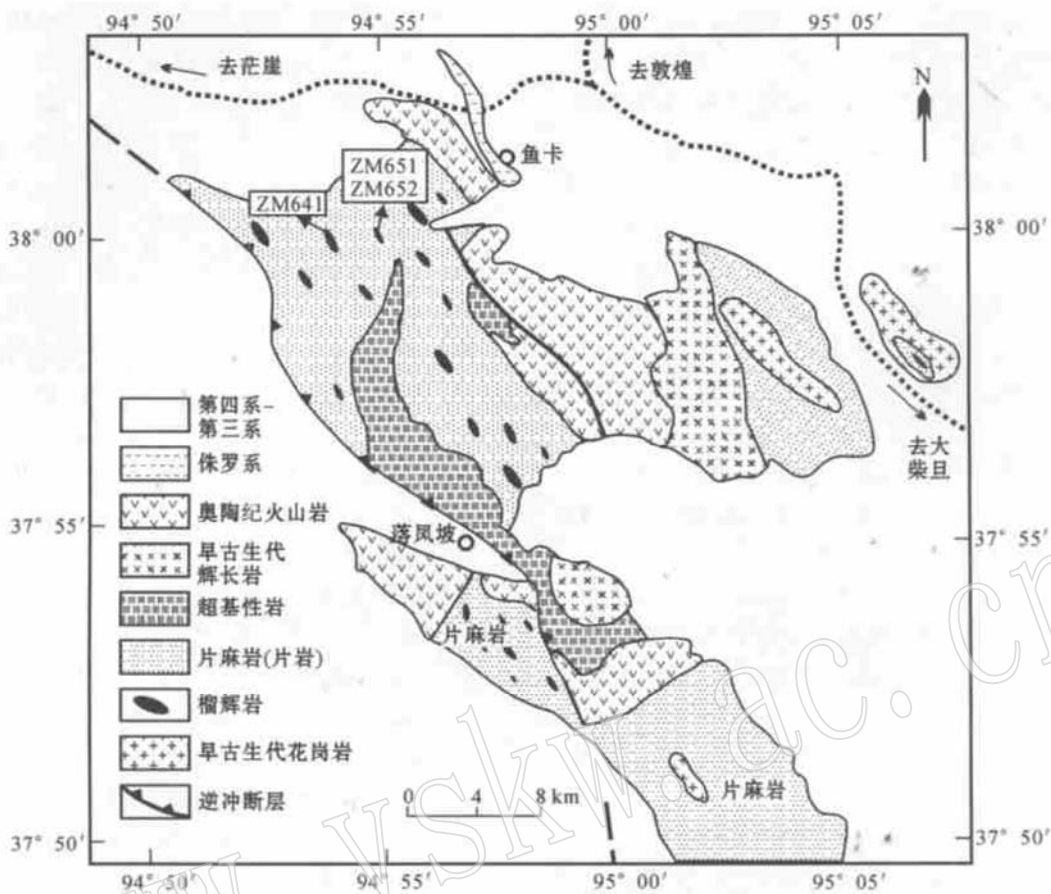 94° 50′
94° 55′
95° 00′
95° 05′
去茫崖
去敦煌
N
鱼卡
ZM651
ZM652
ZM641
38° 00′
38° 00′
第四系-
第三系
侏罗系
奥陶纪火山岩
早古生代
辉长岩
超基性岩
片麻岩(片岩)
榴辉岩
早古生代花岗岩
逆冲断层
去大
柴旦
37° 55′
37° 55′
落凤坡
片麻岩
片麻岩
0 4 8 km
37° 50′
37° 50′
94° 50′
94° 55′
95° 00′
95° 05′
www.yskw.ac.cn